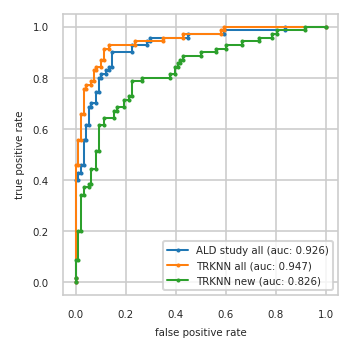 1.0
0.8
0.6
0.4
0.2
0.0
true positive rate
ALD study all (auc: 0.926)
TRKNN all (auc: 0.947)
TRKNN new (auc: 0.826)
0.0 0.2 0.4 0.6 0.8 1.0
false positive rate